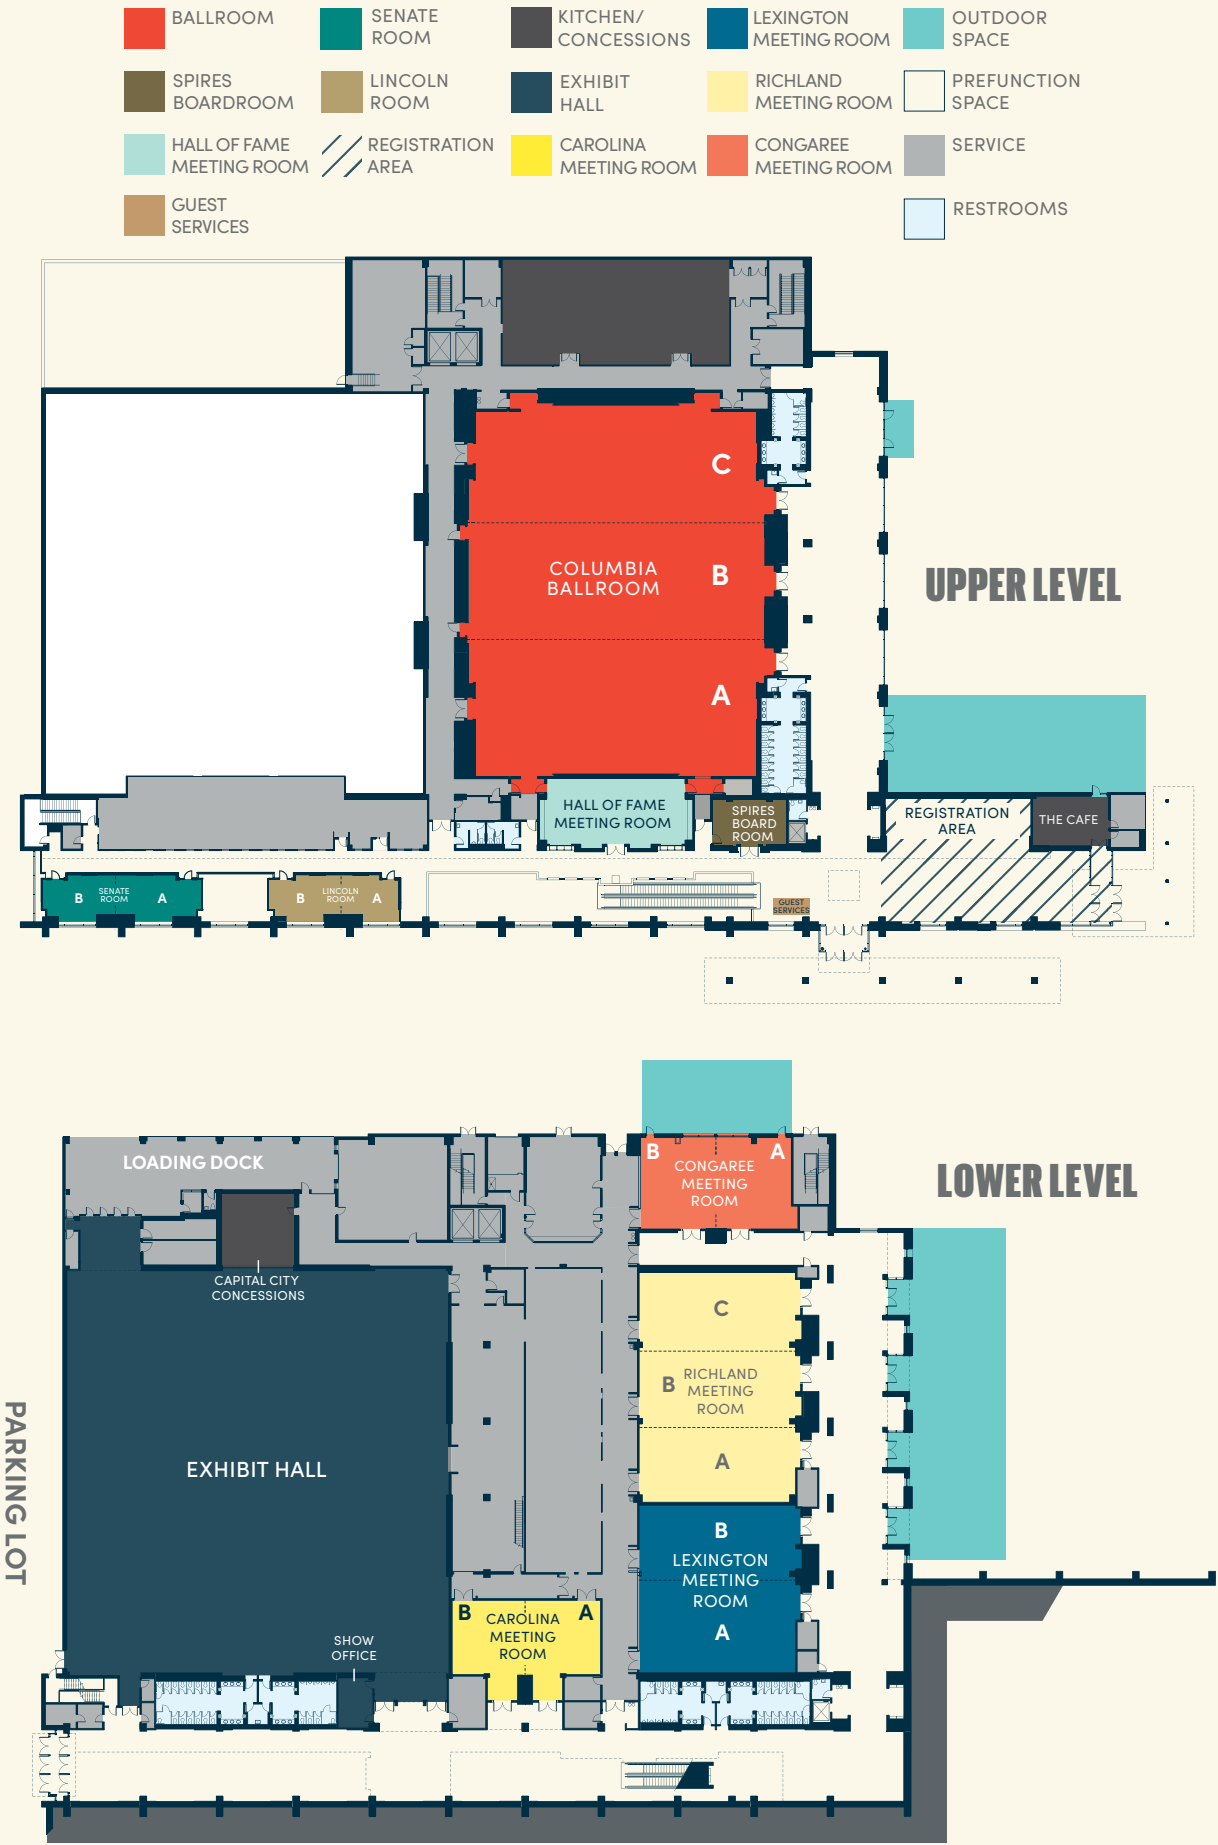 BALLROOM
SENATE
ROOM
KITCHEN/
CONCESSIONS
LEXINGTON
MEETING ROOM
OUTDOOR
SPACE
SPIRES
BOARDROOM
LINCOLN
ROOM
EXHIBIT
HALL
RICHLAND
MEETING ROOM
PREFUNCTION
SPACE
HALL OF FAME
MEETING ROOM
REGISTRATION
AREA
CAROLINA
MEETING ROOM
CONGAREE
MEETING ROOM
SERVICE
GUEST
SERVICES
RESTROOMS
C
COLUMBIA
BALLROOM
B
A
UPPER LEVEL
HALL OF FAME
MEETING ROOM
SPIRES
BOARD
ROOM
REGISTRATION
AREA
THE CAFE
B
SENATE
ROOM
A
B
LINCOLN
ROOM
A
GUEST
SERVICES
LOADING DOCK
B
A
CONGAREE
MEETING
ROOM
LOWER LEVEL
CAPITAL CITY
CONCESSIONS
C
B
RICHLAND
MEETING
ROOM
A
PARKING LOT
EXHIBIT HALL
B
LEXINGTON
MEETING
ROOM
A
B
A
CAROLINA
MEETING
ROOM
SHOW
OFFICE